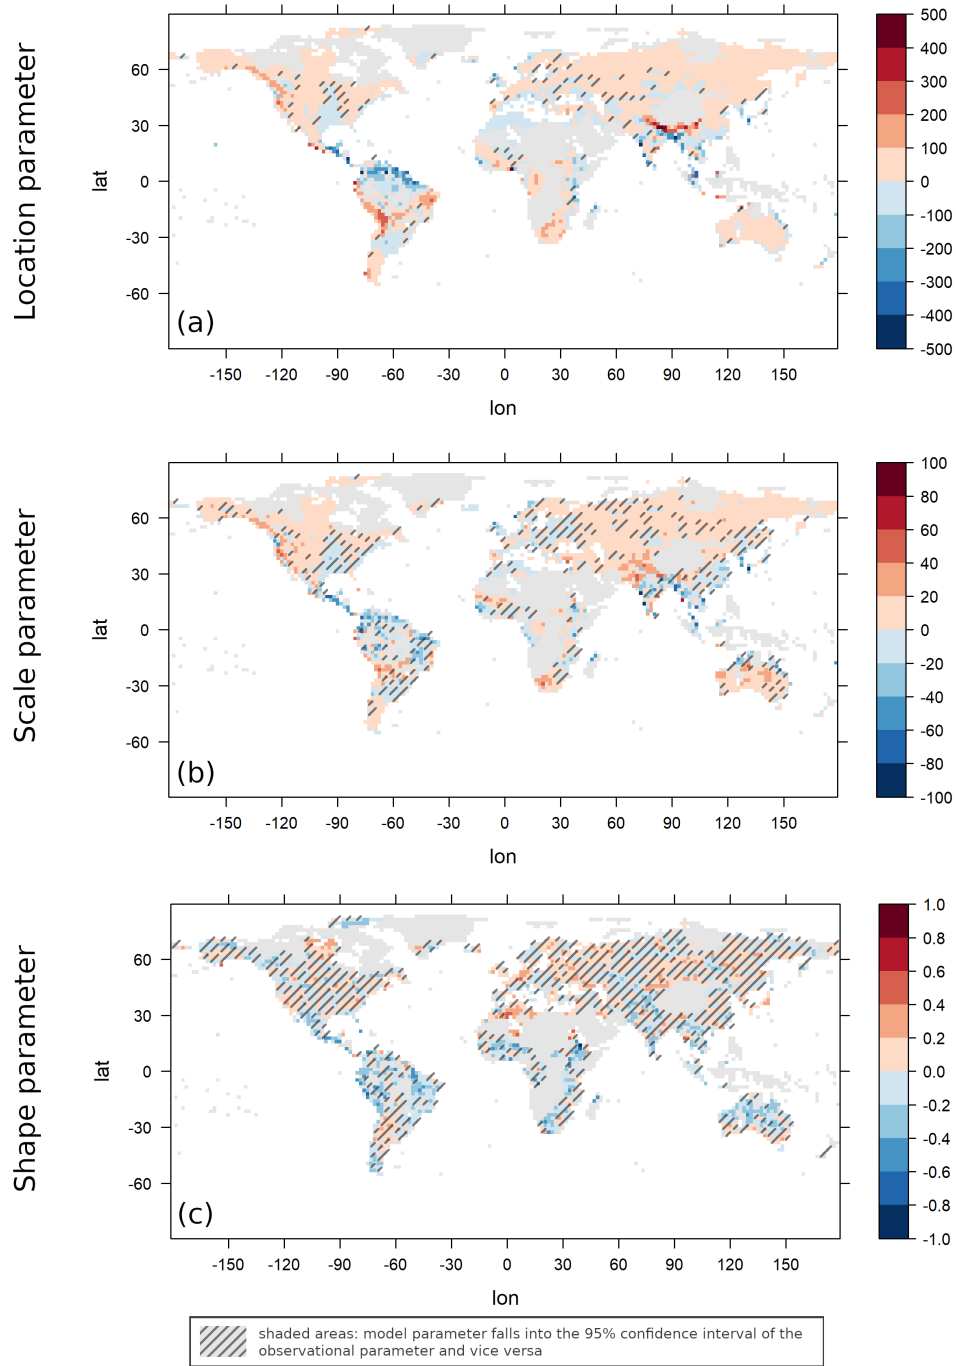 Location parameter
lat
60
30
0
-30
-60
(a)
-150 -120 -90 -60 -30 0 30 60 90 120 150
lon
500
400
300
200
100
0
-100
-200
-300
-400
-500
Scale parameter
lat
60
30
0
-30
-60
(b)
-150 -120 -90 -60 -30 0 30 60 90 120 150
lon
100
80
60
40
20
0
-20
-40
-60
-80
-100
Shape parameter
lat
60
30
0
-30
-60
(c)
-150 -120 -90 -60 -30 0 30 60 90 120 150
lon
1.0
0.8
0.6
0.4
0.2
0.0
-0.2
-0.4
-0.6
-0.8
-1.0
shaded areas: model parameter falls into the 95% confidence interval of the
observational parameter and vice versa